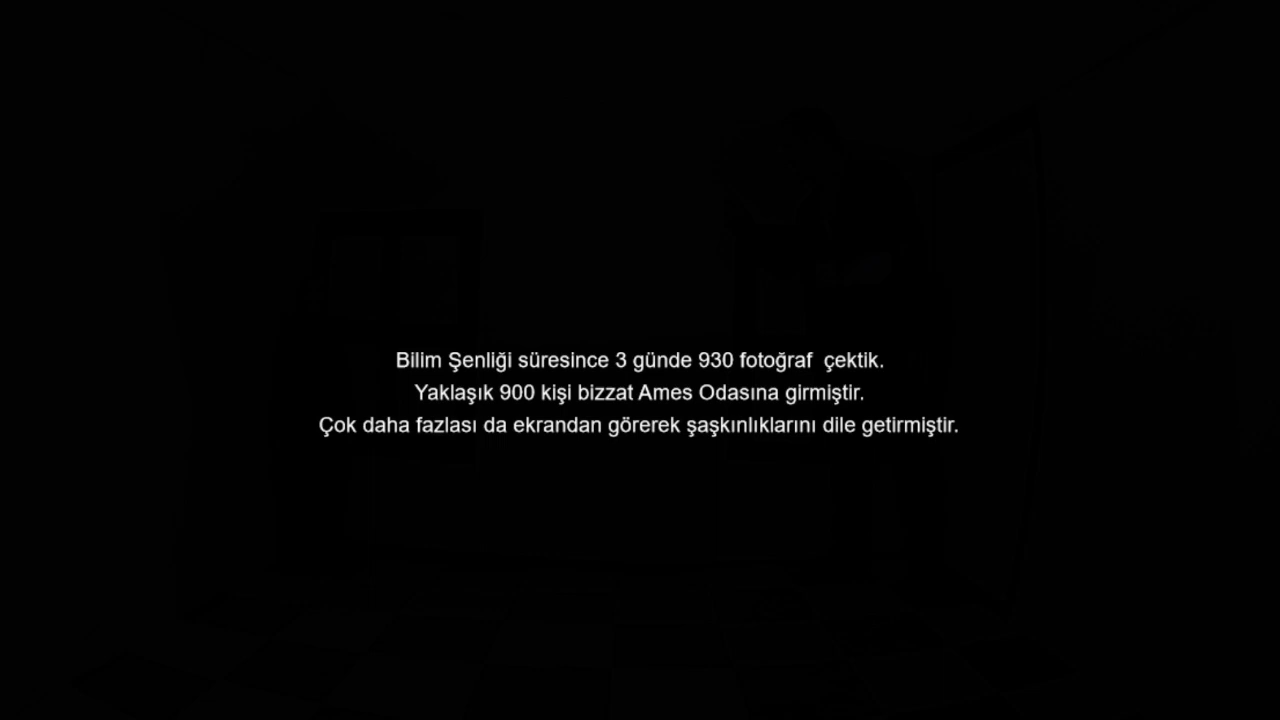 Bilim Şenliği süresince 3 günde 930 fotoğraf  çektik.
Yaklaşık 900 kişi bizzat Ames Odasına girmiştir.
Çok daha fazlası da ekrandan görerek şaşkınlıklarını dile getirmiştir.